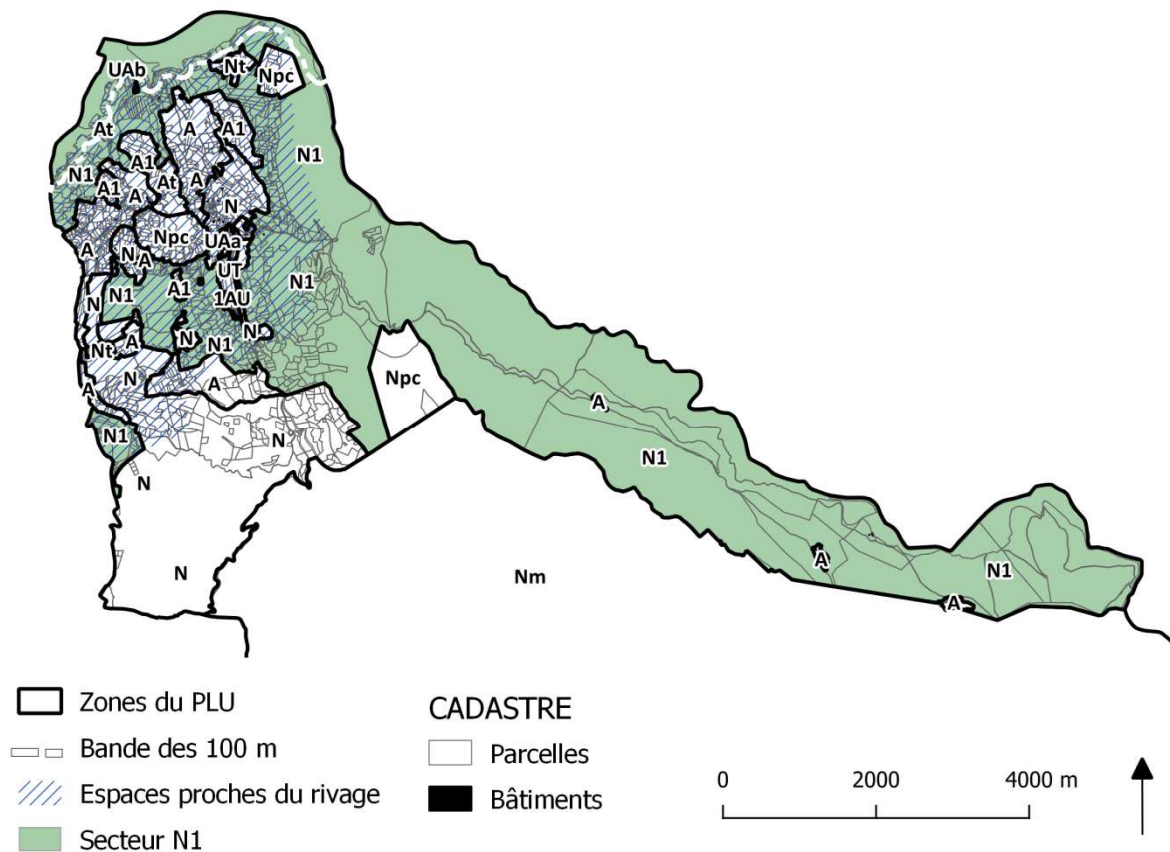 UAb
Nt
Npc
At
A
A1
N1
A1
N1
A1
At
A
A
N
Npc
UAa
A
N
A
UT
N1
A1
N1
N
1AU
N
N
N1
Nt
A
N
A
A
Npc
A
N1
N
N1
N
N
Nm
A
N1
A
Zones du PLU
Bande des 100 m
Espaces proches du rivage
Secteur N1
CADASTRE
Parcelles
Bâtiments
0 2000 4000 m